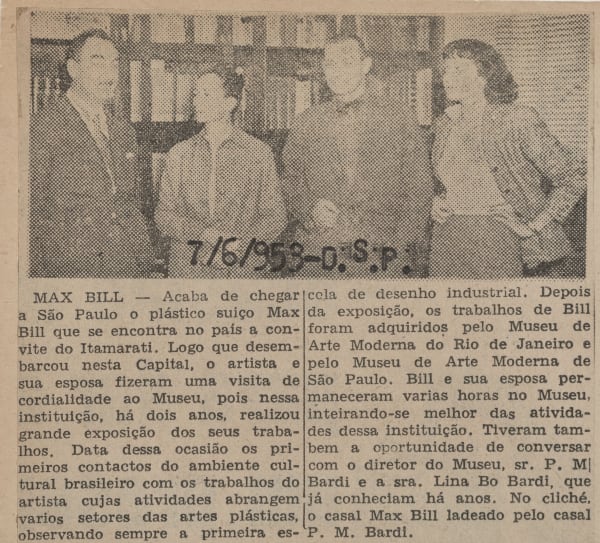 7/6/953-D.S.P.
MAX BILL — Acaba de chegar
a São Paulo o plástico suiço Max
Bill que se encontra no país a con-
vite do Itamarati. Logo que desem-
barcou nesta Capital, o artista e
sua esposa fizeram uma visita de
cordialidade ao Museu, pois nessa
instituição, há dois anos, realizou
grande exposição dos seus traba-
lhos. Data dessa ocasião os pri-
meiros contactos do ambiente cul-
tural brasileiro com os trabalhos do
artista cujas atividades abrangem
varios setores das artes plásticas,
observando sempre a primeira es-
cola de desenho industrial. Depois
da exposição, os trabalhos de Bill
foram adquiridos pelo Museu de
Arte Moderna do Rio de Janeiro e
pelo Museu de Arte Moderna de
São Paulo. Bill e sua esposa per-
maneceram varias horas no Museu,
inteirando-se melhor das ativida-
des dessa instituição. Tiveram tam-
bem a oportunidade de conversar
com o diretor do Museu, sr. P. M
Bardi e a sra. Lina Bo Bardi, que
já conheciam há anos. No cliché,
o casal Max Bill ladeado pelo casal
P. M. Bardi.